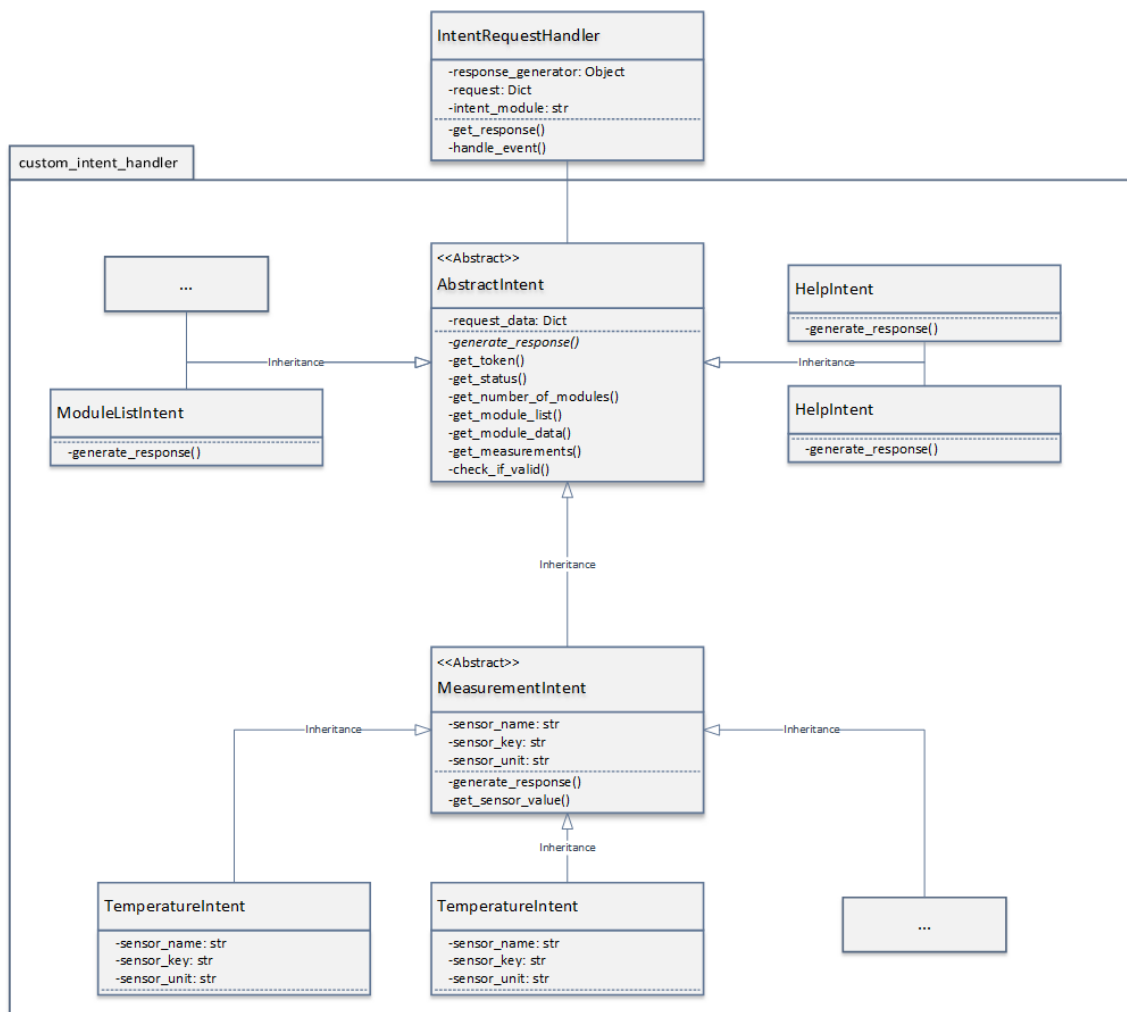 IntentRequestHandler
-response_generator: Object
-request: Dict
-intent_module: str
-get_response()
-handle_event()
custom_intent_handler
<<Abstract>>
AbstractIntent
-request_data: Dict
-generate_response()
-get_token()
-get_status()
-get_number_of_modules()
-get_module_list()
-get_module_data()
-get_measurements()
-check_if_valid()
...
Inheritance
ModuleListIntent
-generate_response()
HelpIntent
-generate_response()
Inheritance
HelpIntent
-generate_response()
Inheritance
<<Abstract>>
MeasurementIntent
-sensor_name: str
-sensor_key: str
-sensor_unit: str
-generate_response()
-get_sensor_value()
Inheritance
Inheritance
Inheritance
TemperatureIntent
-sensor_name: str
-sensor_key: str
-sensor_unit: str
TemperatureIntent
-sensor_name: str
-sensor_key: str
-sensor_unit: str
...